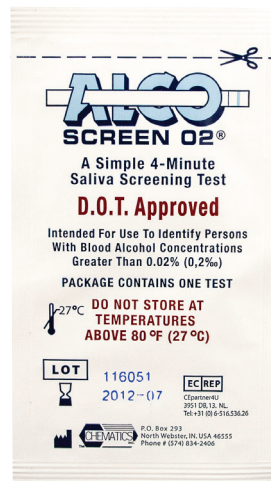 ALCO
SCREEN 02®
A Simple 4-Minute
Saliva Screening Test
D.O.T. Approved
Intended For Use To Identify Persons
With Blood Alcohol Concentrations
Greater Than 0.02% (0,2‰)
PACKAGE CONTAINS ONE TEST
27°C
DO NOT STORE AT
TEMPERATURES
ABOVE 80 °F (27 °C)
LOT
116051
2012-07
EC REP
CEpartner4U
3951 DB, 13. NL.
Tel: +31 (0) 6-516.536.26
CHEMATICS
P.O. Box 293
North Webster, IN. USA 46555
Phone # (574) 834-2406